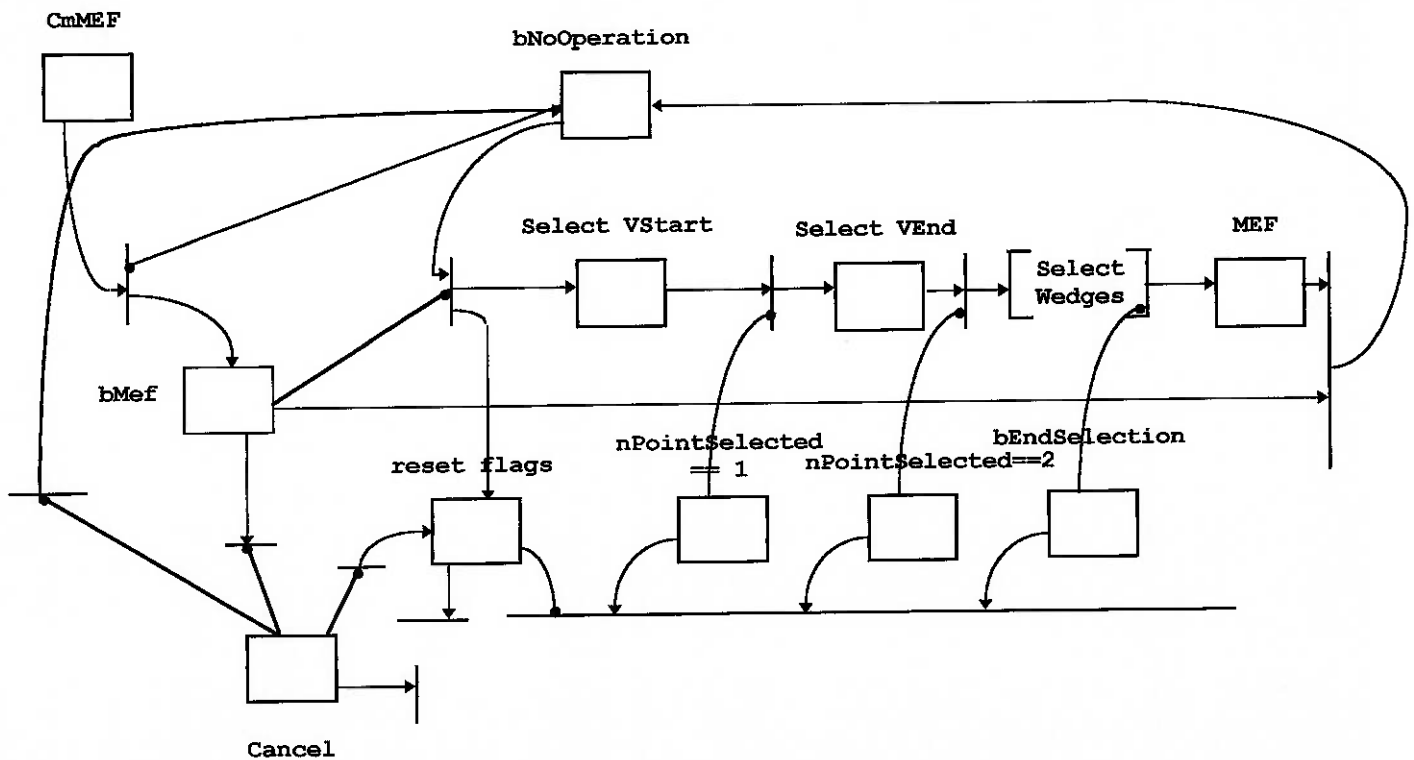 CmMEF
bNoOperation
Select VStart
Select VEnd
MEF
Select
Wedges
bMef
nPointSelected
== 1
bEndSelection
nPointSelected==2
reset flags
Cancel